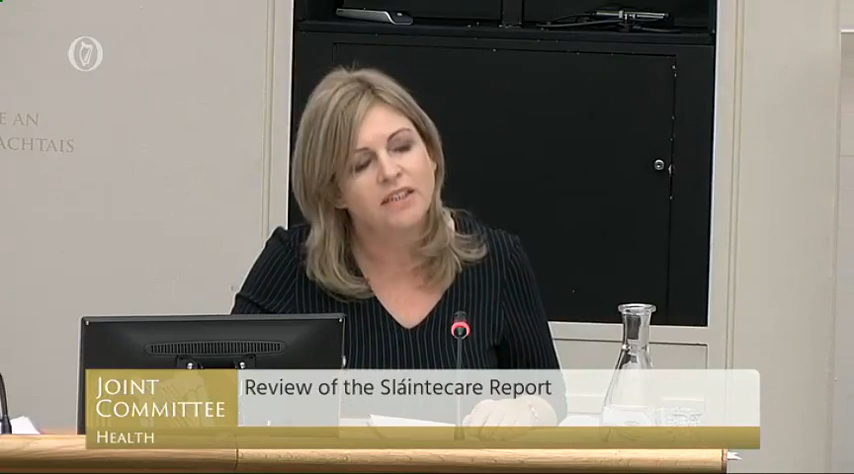 E AN
ACHTAIS
JOINT
COMMITTEE
HEALTH
Review of the Sláintecare Report